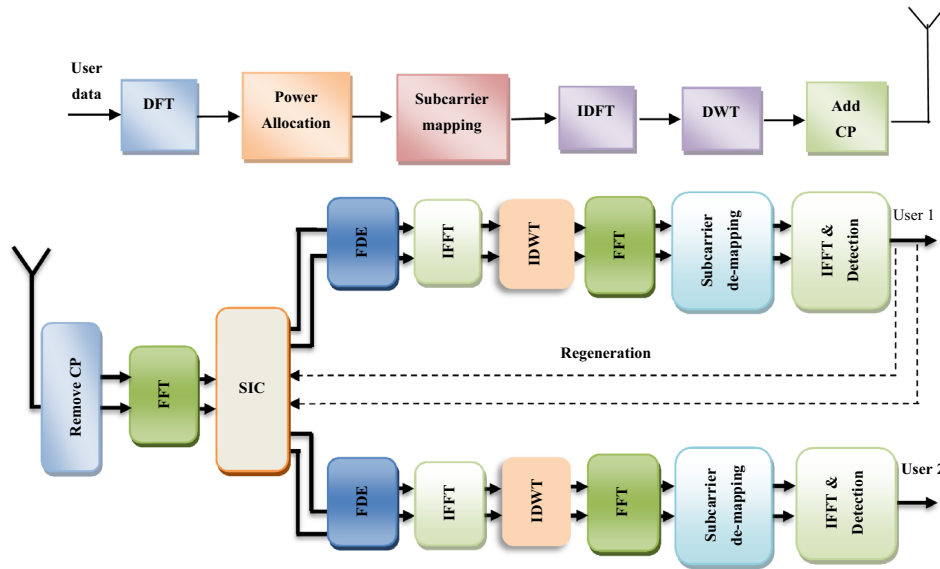 User
data
DFT
Power
Allocation
Subcarrier
mapping
IDFT
DWT
Add
CP
Remove CP
FFT
SIC
FDE
IFFT
IDWT
FFT
Subcarrier
de-mapping
IFFT &
Detection
User 1
Regeneration
FDE
IFFT
IDWT
FFT
Subcarrier
de-mapping
IFFT &
Detection
User 2